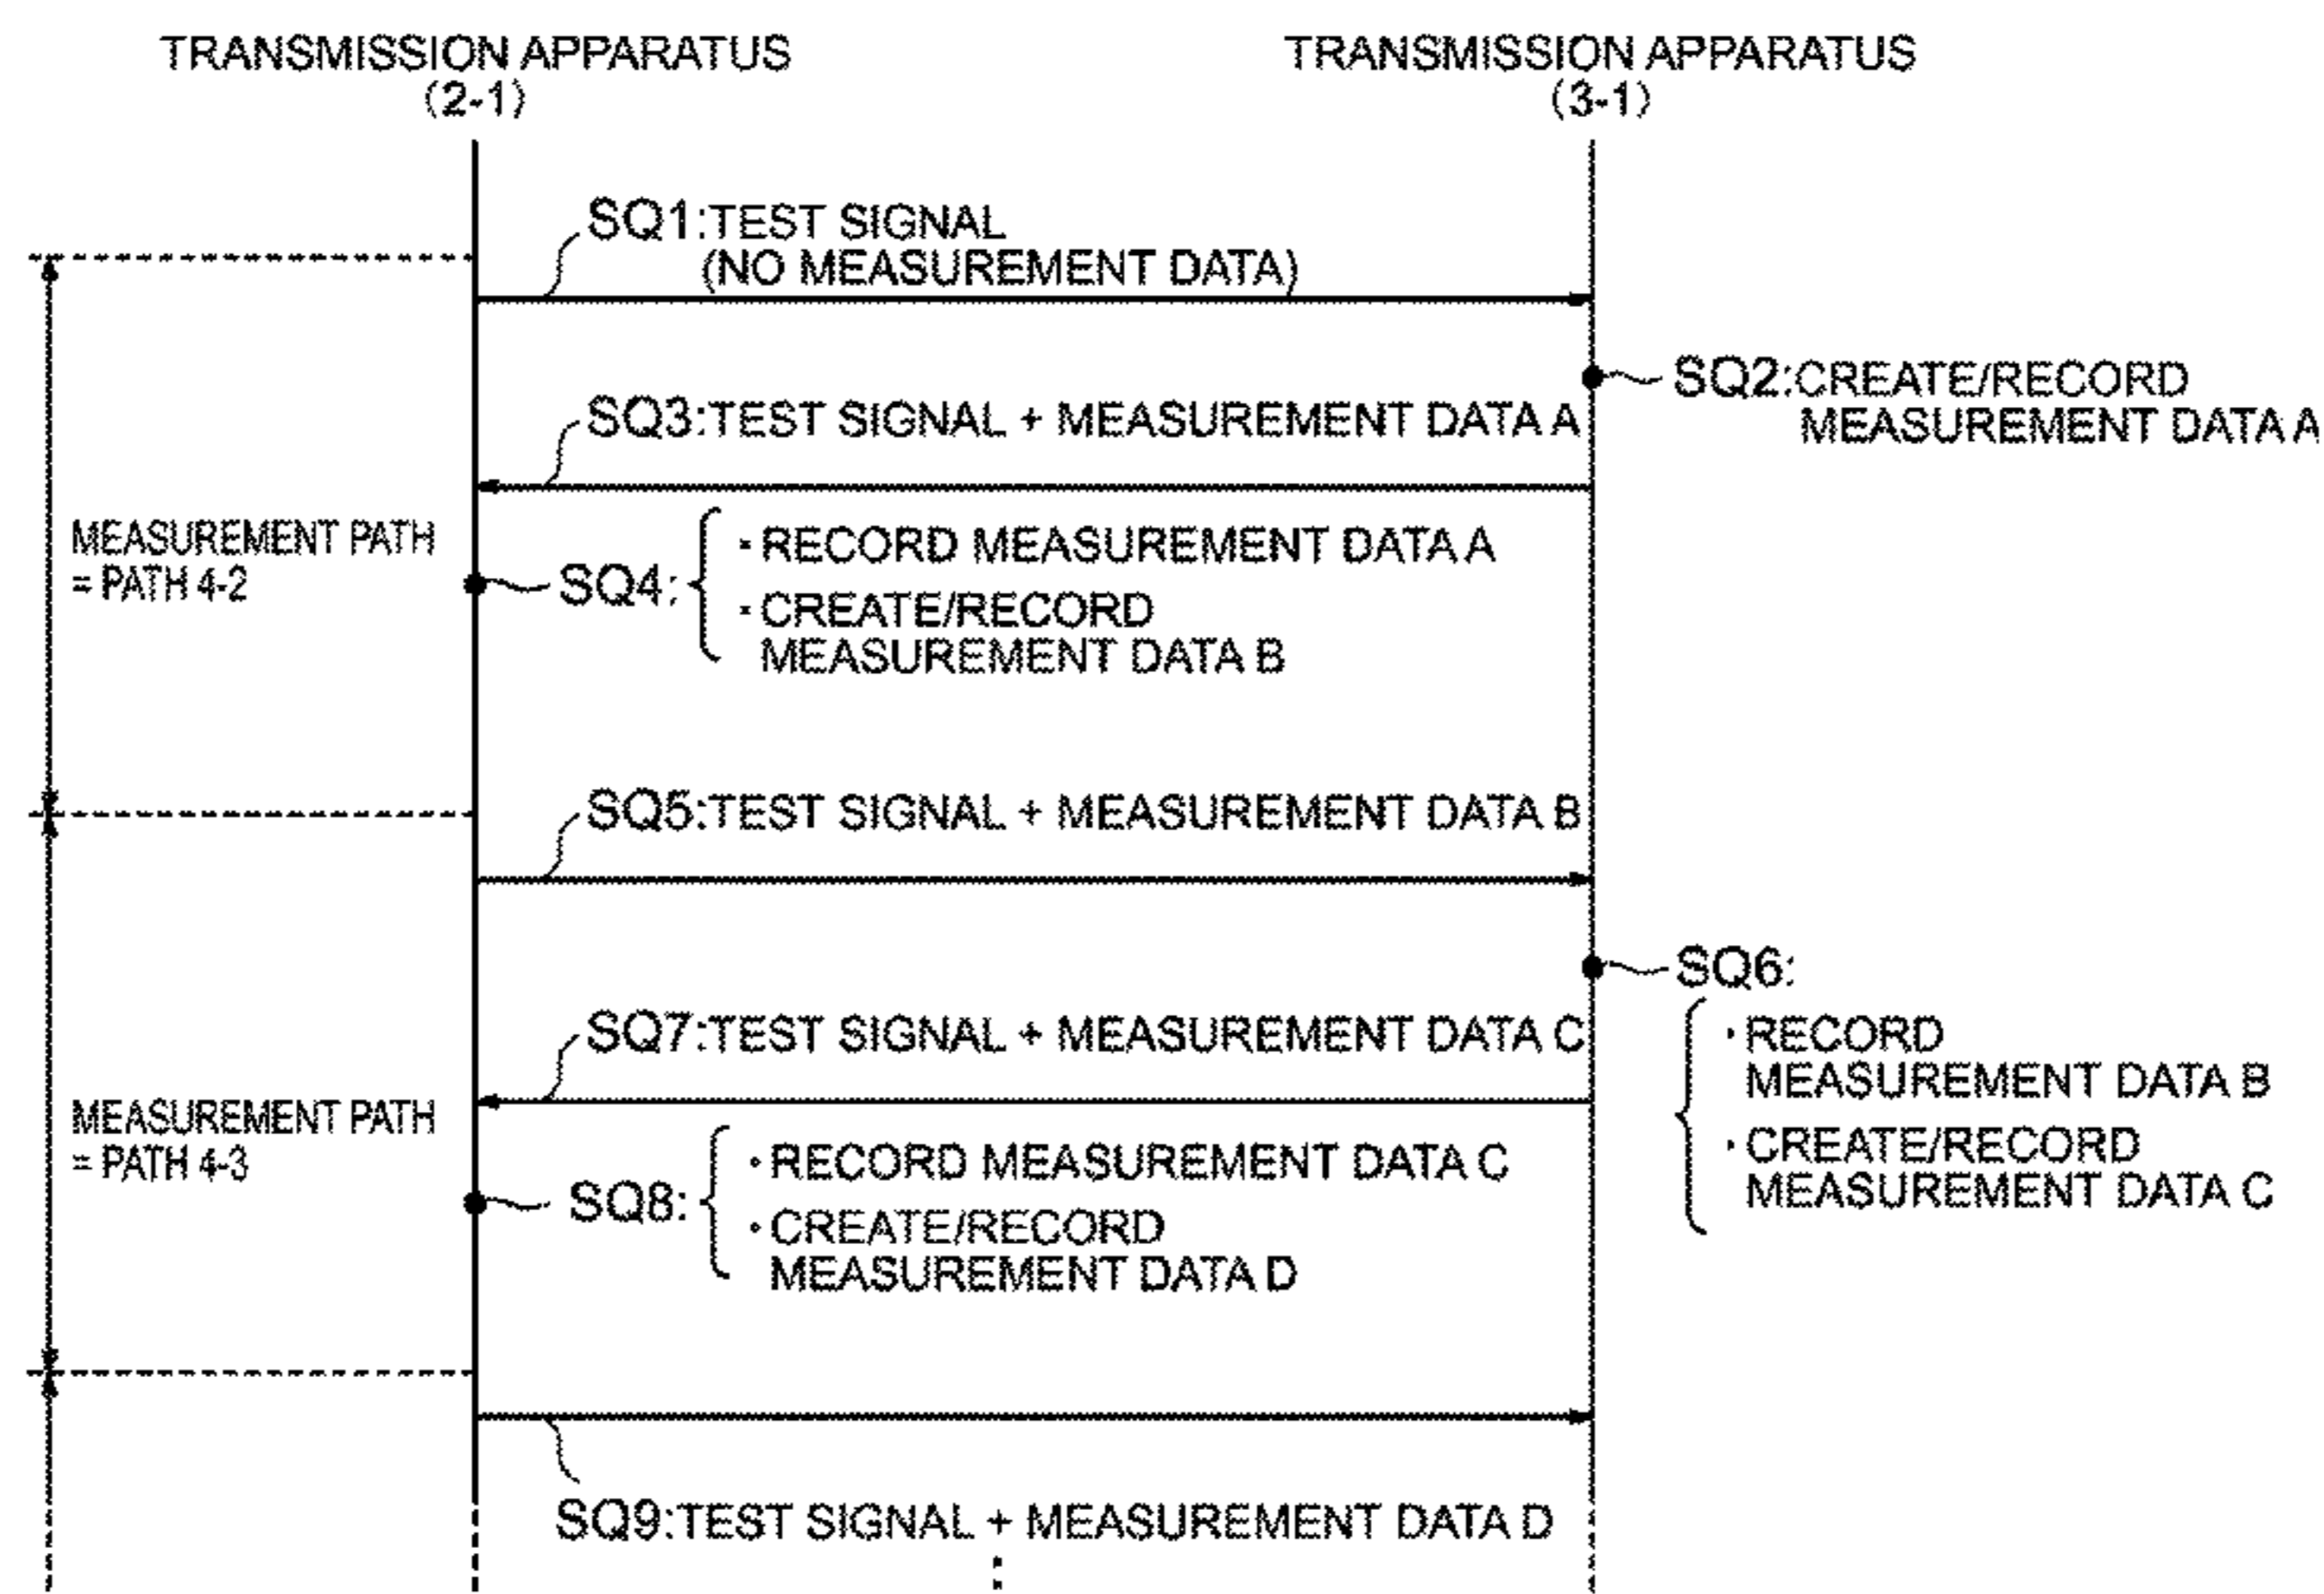 TRANSMISSION APPARATUS
(2-1)
TRANSMISSION APPARATUS
(3-1)
SQ1:TEST SIGNAL
(NO MEASUREMENT DATA)
SQ2:CREATE/RECORD
MEASUREMENT DATA A
SQ3:TEST SIGNAL + MEASUREMENT DATA A
MEASUREMENT PATH
= PATH 4-2
SQ4:
・RECORD MEASUREMENT DATA A
・CREATE/RECORD
MEASUREMENT DATA B
SQ5:TEST SIGNAL + MEASUREMENT DATA B
SQ6:
・RECORD
MEASUREMENT DATA B
・CREATE/RECORD
MEASUREMENT DATA C
SQ7:TEST SIGNAL + MEASUREMENT DATA C
MEASUREMENT PATH
= PATH 4-3
SQ8:
・RECORD MEASUREMENT DATA C
・CREATE/RECORD
MEASUREMENT DATA D
SQ9:TEST SIGNAL + MEASUREMENT DATA D